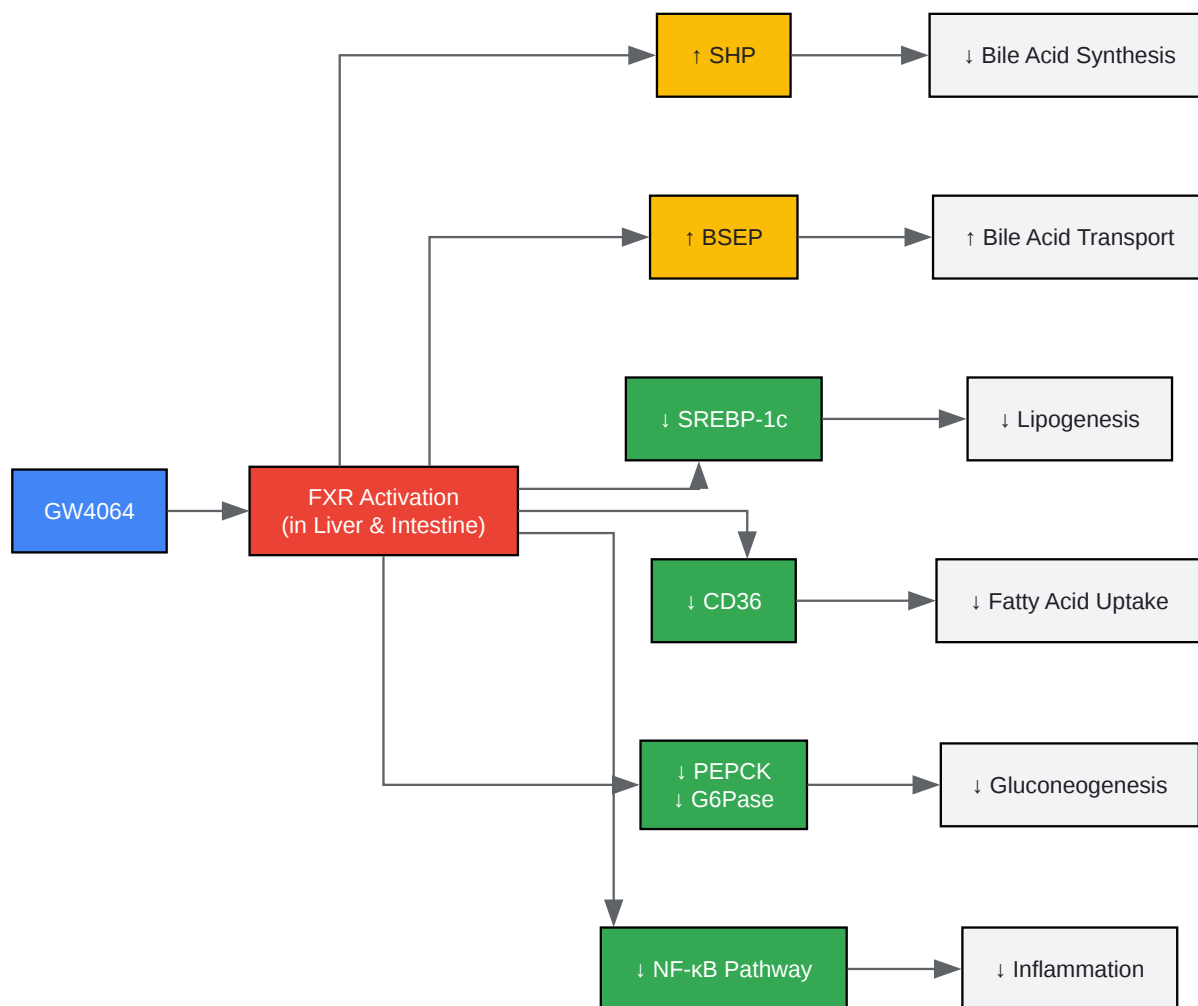 ↑ SHP
↓ Bile Acid Synthesis
↑ BSEP
↑ Bile Acid Transport
↓ SREBP-1c
↓ Lipogenesis
GW4064
FXR Activation
(in Liver & Intestine)
↓ CD36
↓ Fatty Acid Uptake
↓ PEPCK
↓ G6Pase
↓ Gluconeogenesis
↓ NF-κB Pathway
↓ Inflammation